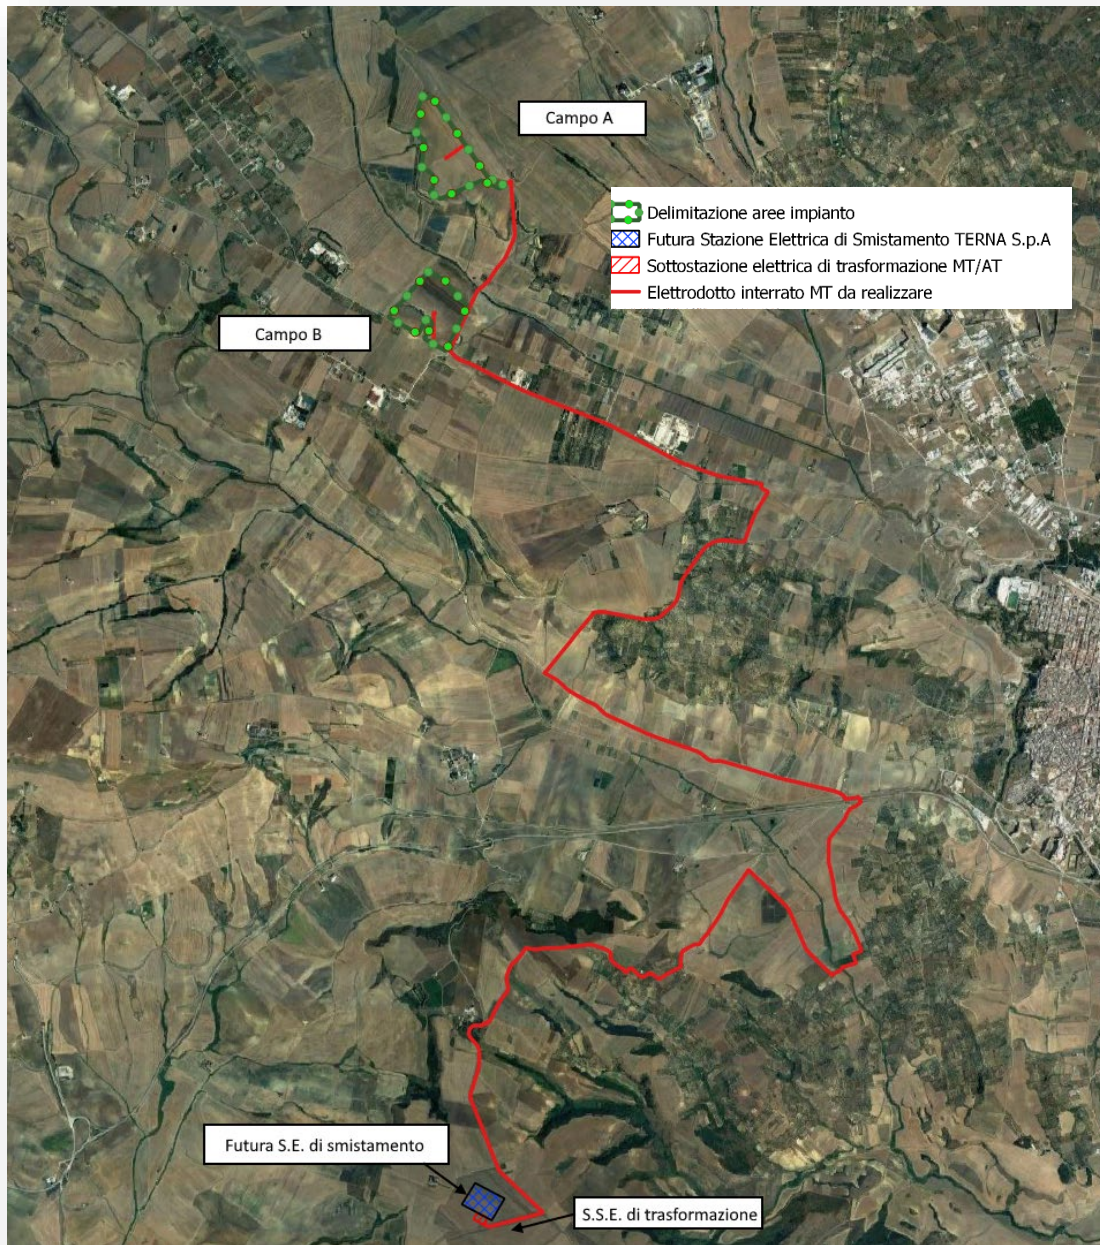 Campo A
Delimitazione aree impianto
Futura Stazione Elettrica di Smistamento TERNA S.p.A
Sottostazione elettrica di trasformazione MT/AT
Elettrodotto interrato MT da realizzare
Campo B
Futura S.E. di smistamento
S.S.E. di trasformazione